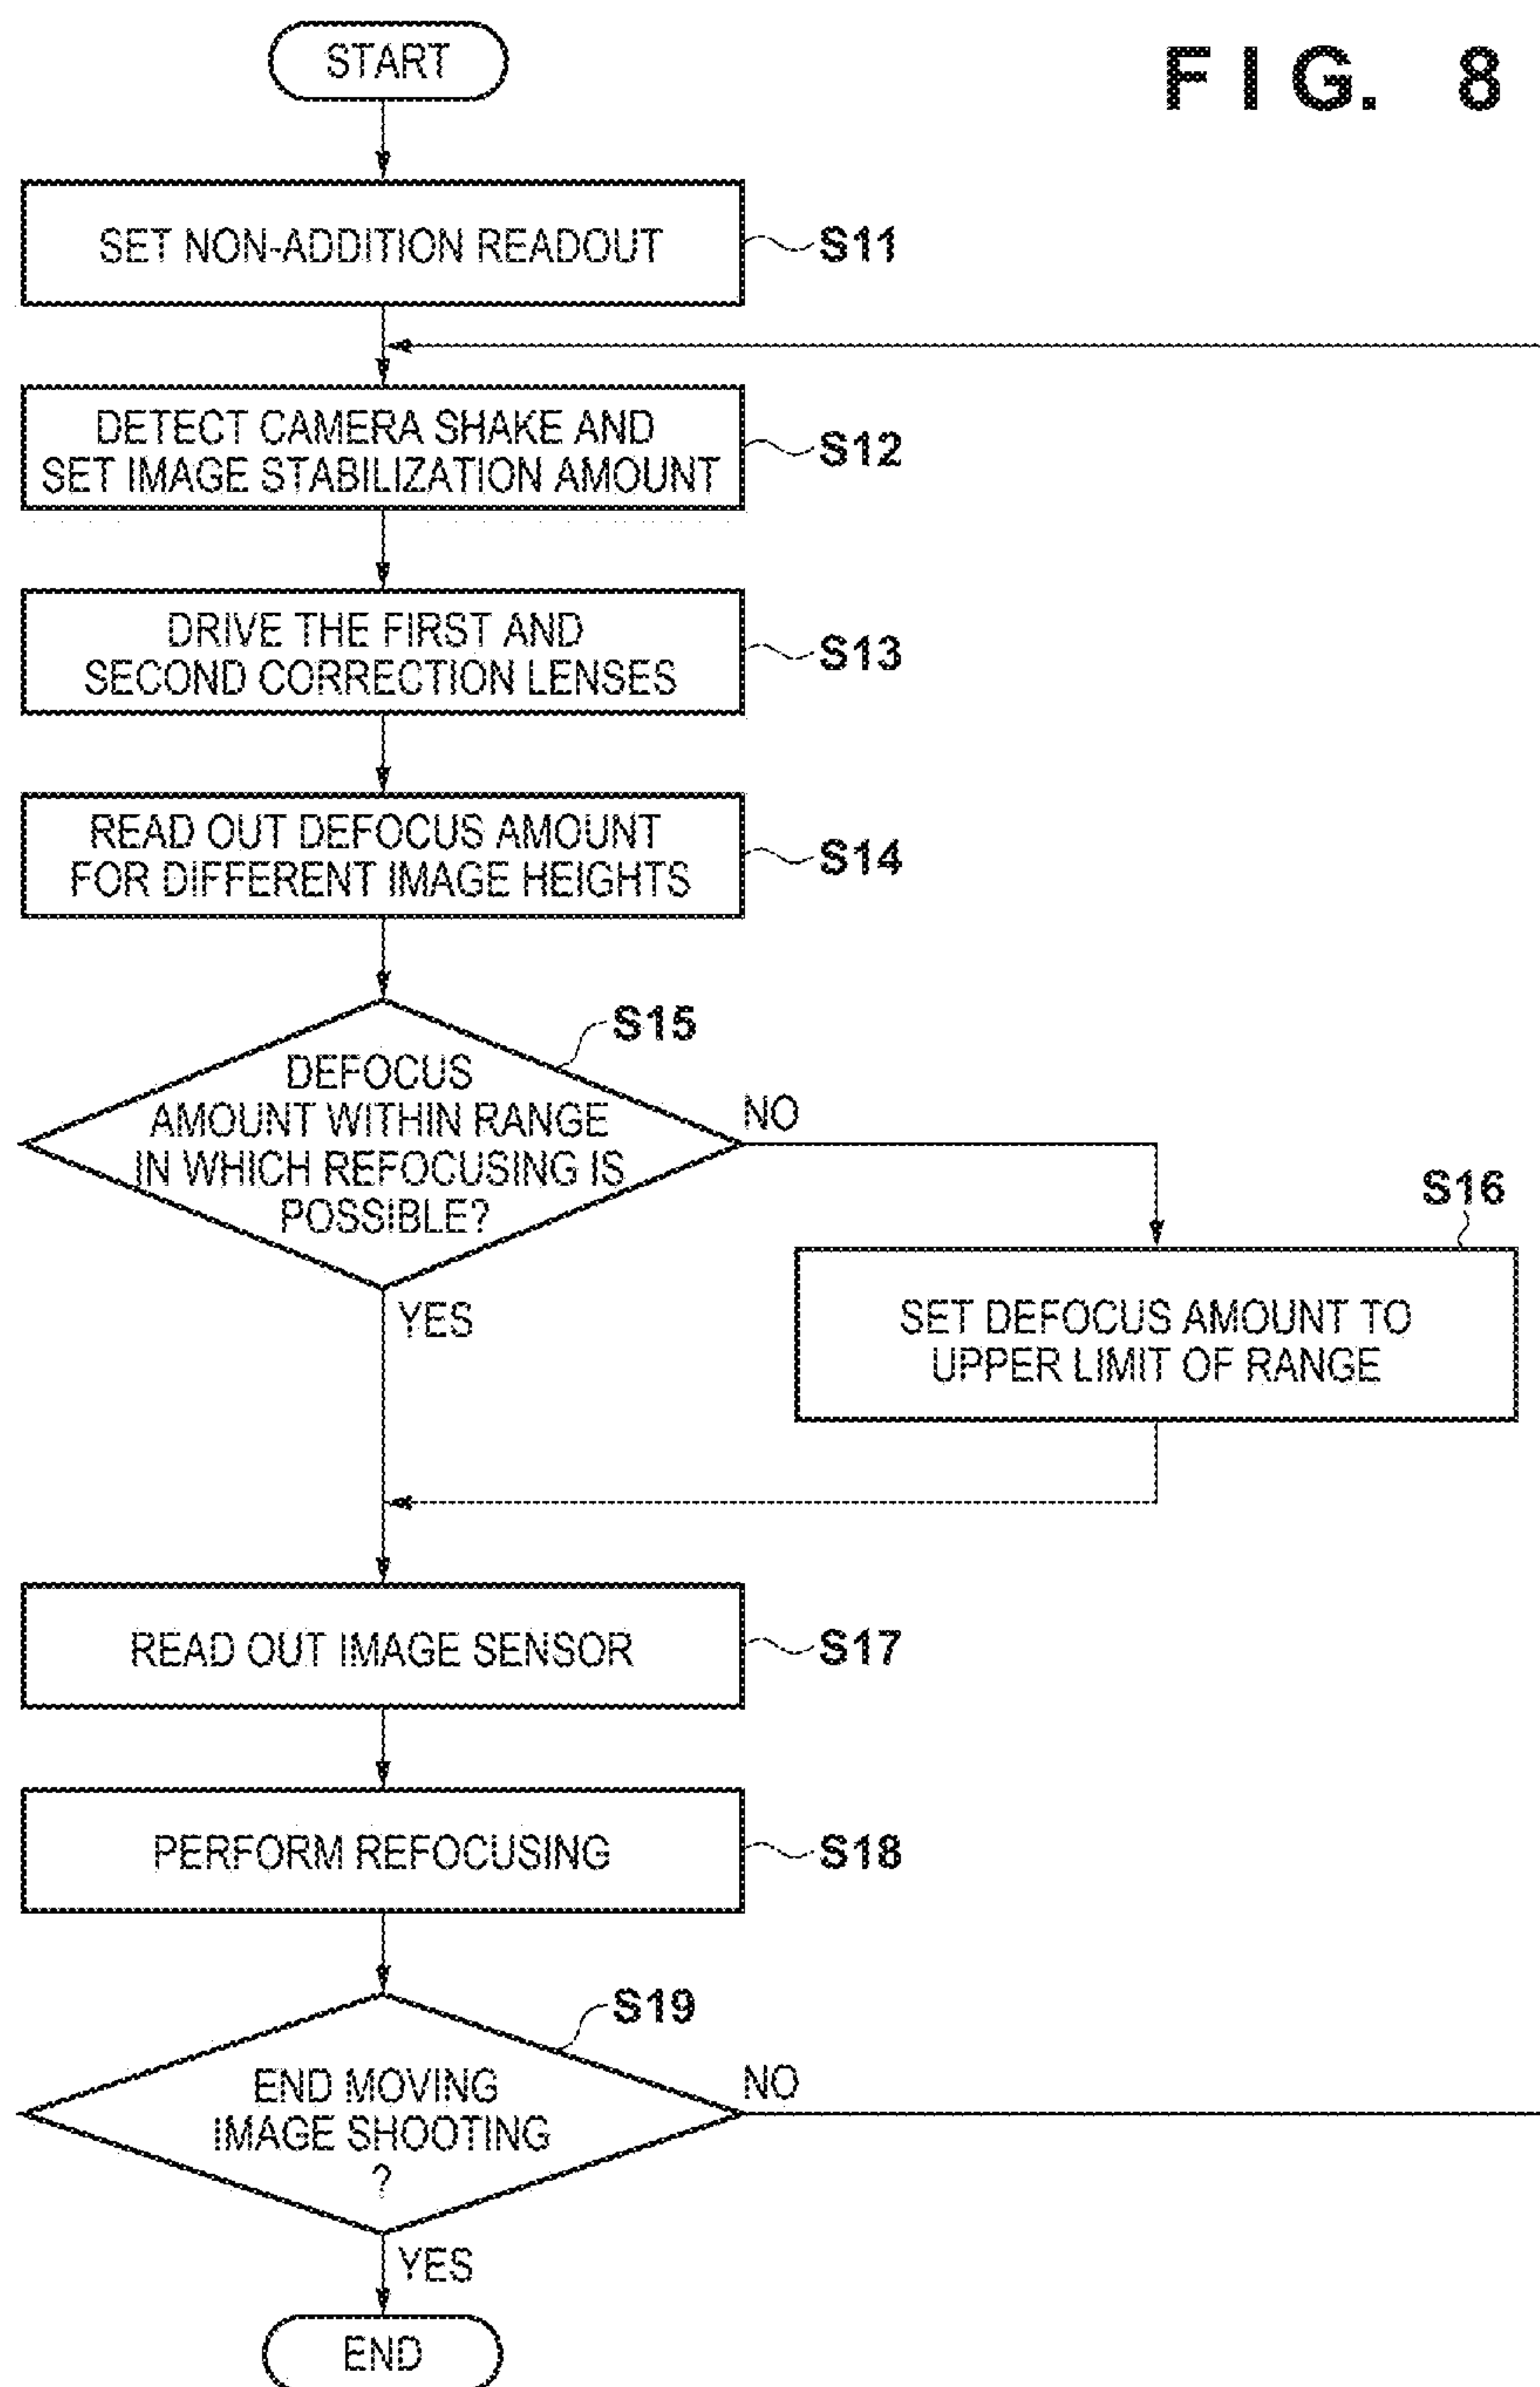 FIG. 8
START
SET NON-ADDITION READOUT
S11
DETECT CAMERA SHAKE AND
SET IMAGE STABILIZATION AMOUNT
S12
DRIVE THE FIRST AND
SECOND CORRECTION LENSES
S13
READ OUT DEFOCUS AMOUNT
FOR DIFFERENT IMAGE HEIGHTS
S14
S15
DEFOCUS
AMOUNT WITHIN RANGE
IN WHICH REFOCUSING IS
POSSIBLE?
NO
YES
S16
SET DEFOCUS AMOUNT TO
UPPER LIMIT OF RANGE
READ OUT IMAGE SENSOR
S17
PERFORM REFOCUSING
S18
S19
END MOVING
IMAGE SHOOTING
?
NO
YES
END